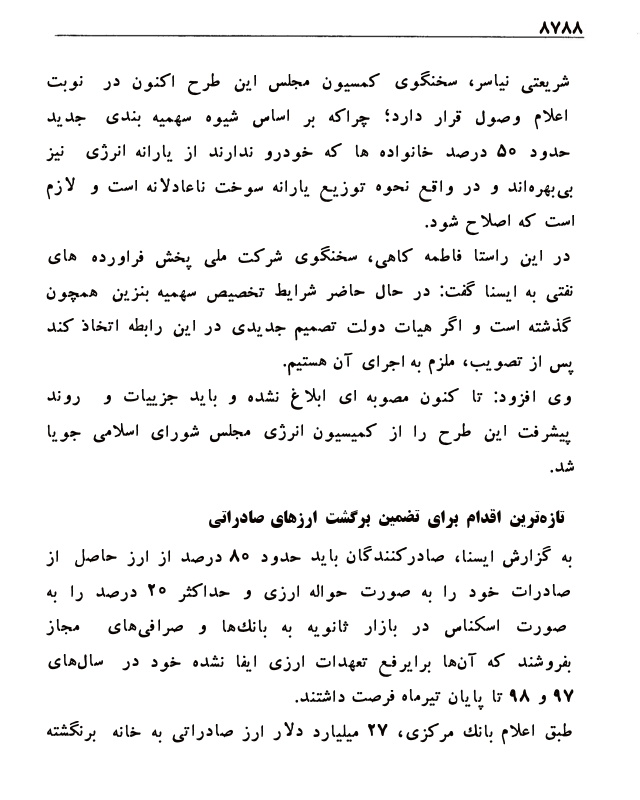 ۸۷۸۸
شریعتی نیاسر، سخنگوی کمسیون مجلس این طرح اکنون در نوبت
اعلام وصول قرار دارد؛ چراکه بر اساس شیوه سهمیه بندی جدید
حدود ۵۰ درصد خانواده ها که خودرو ندارند از یارانه انرژی نیز
بی‌بهره‌اند و در واقع نحوه توزیع یارانه سوخت ناعادلانه است و لازم
است که اصلاح شود.
در این راستا فاطمه کاهی، سخنگوی شرکت ملی پخش فراورده های
نفتی به ایسنا گفت: در حال حاضر شرایط تخصیص سهمیه بنزین همچون
گذشته است و اگر هیات دولت تصمیم جدیدی در این رابطه اتخاذ کند
پس از تصویب، ملزم به اجرای آن هستیم.
وی افزود: تا کنون مصوبه ای ابلاغ نشده و باید جزییات و روند
پیشرفت این طرح را از کمیسیون انرژی مجلس شورای اسلامی جویا
شد.
تازه‌ترین اقدام برای تضمین برگشت ارزهای صادراتی
به گزارش ایسنا، صادرکنندگان باید حدود ۸۰ درصد از ارز حاصل از
صادرات خود را به صورت حواله ارزی و حداکثر ۲۰ درصد را به
صورت اسکناس در بازار ثانویه به بانك‌ها و صرافی‌های مجاز
بفروشند که آن‌ها برایرفع تعهدات ارزی ایفا نشده خود در سال‌های
۹۷ و ۹۸ تا پایان تیرماه فرصت داشتند.
طبق اعلام بانك مرکزی، ۲۷ میلیارد دلار ارز صادراتی به خانه برنگشته